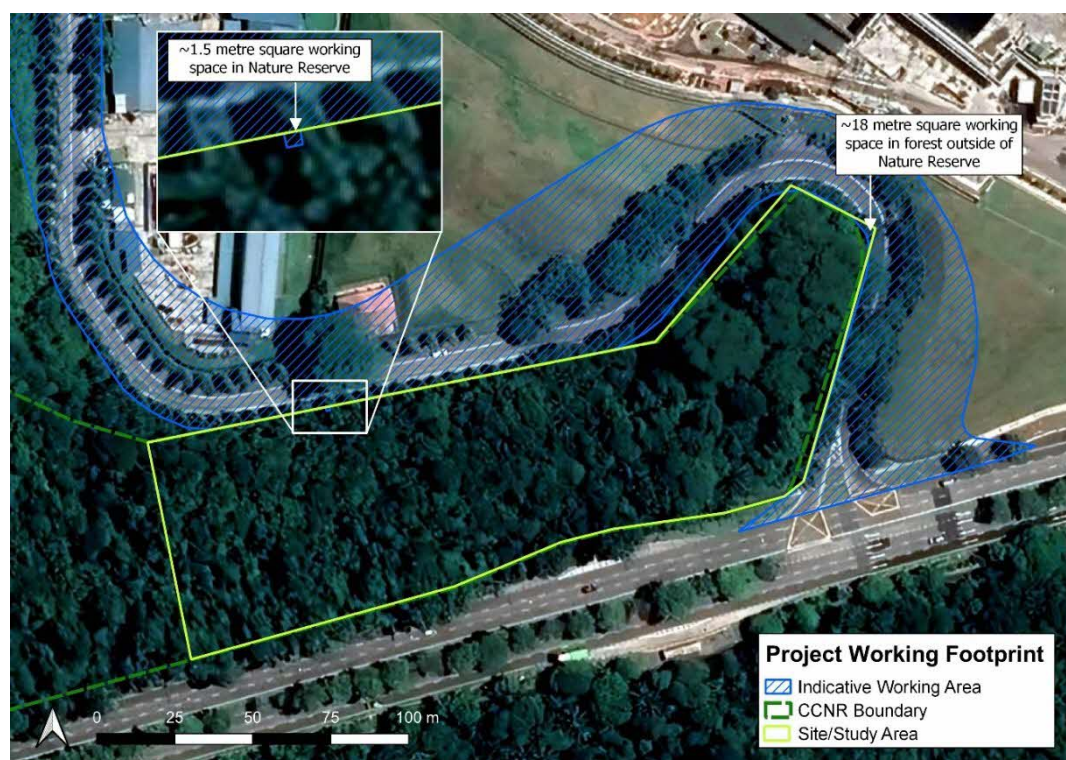 ~1.5 metre square working
space in Nature Reserve
~18 metre square working
space in forest outside of
Nature Reserve
Project Working Footprint
Indicative Working Area
CCNR Boundary
Site/Study Area
0 25 50 75 100 m